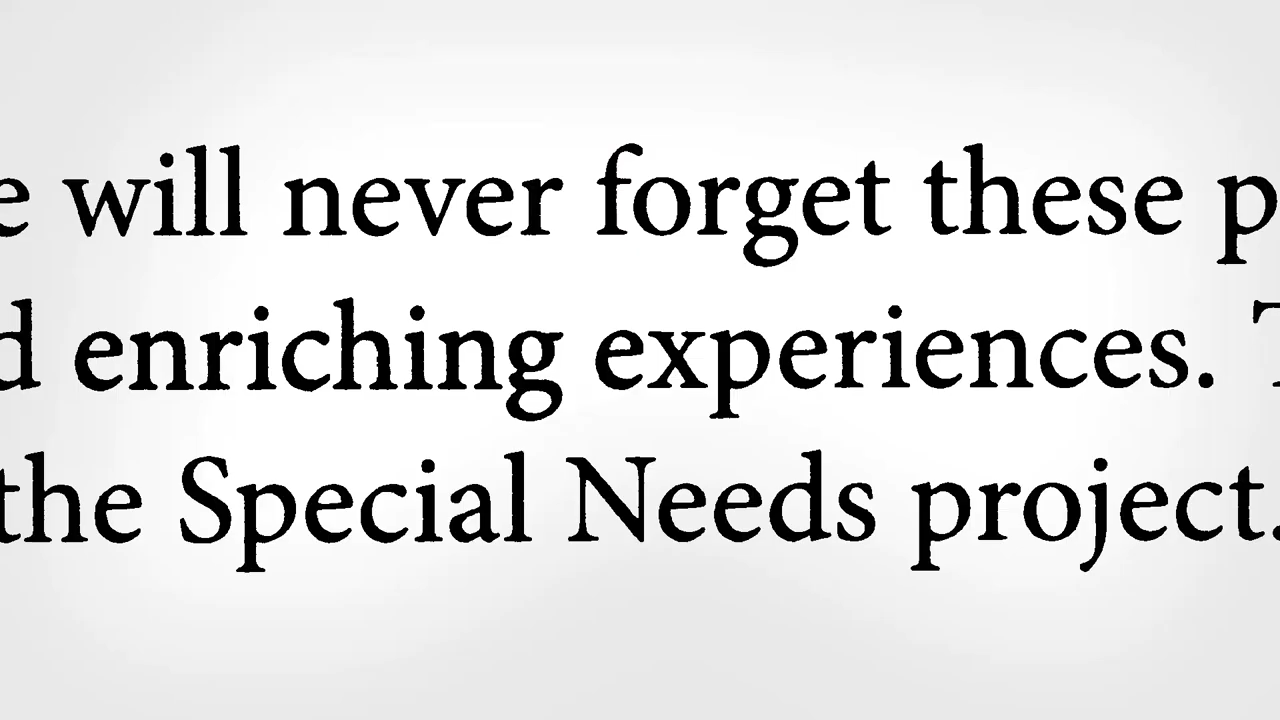 e will never forget these p
d enriching experiences. T
the Special Needs project.